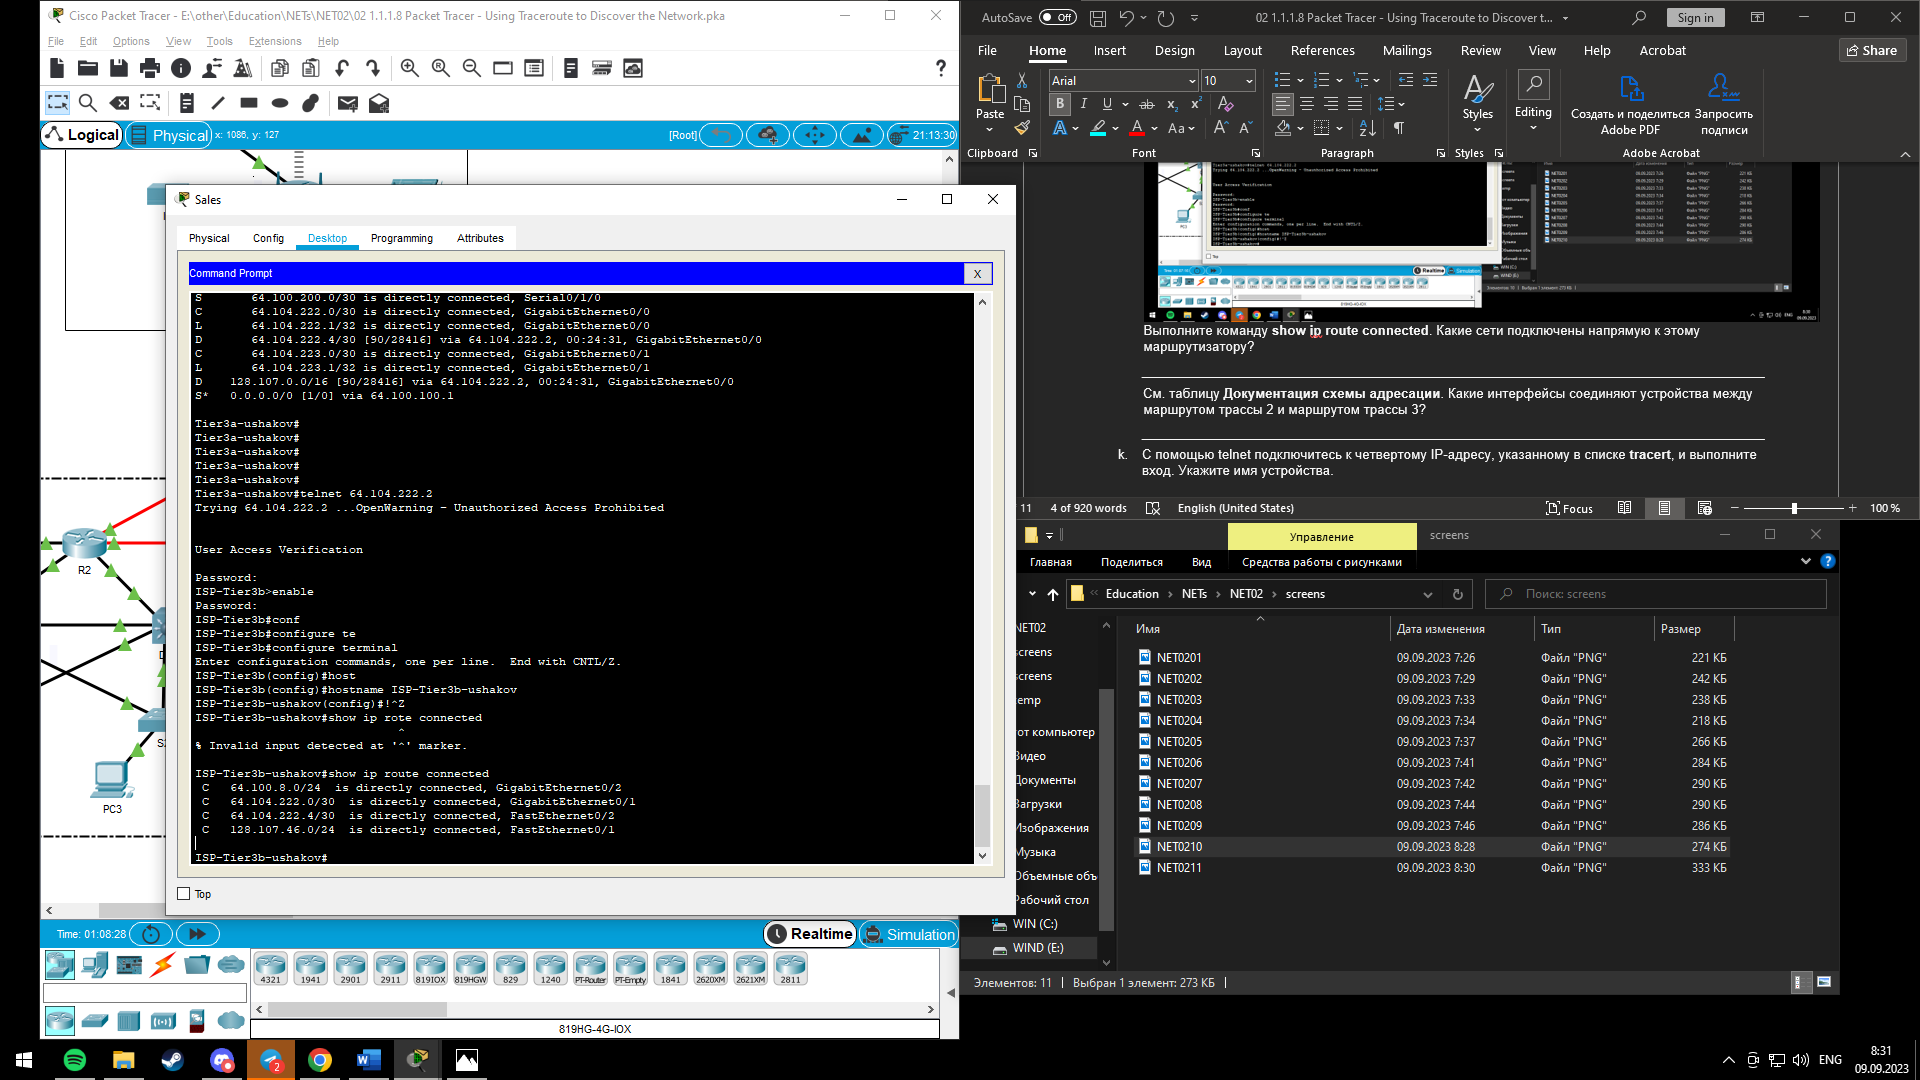 Cisco Packet Tracer - E:\other\Education\NETs\NET02\02 1.1.1.8 Packet Tracer - Using Traceroute to Discover the Network.pka
File Edit Options View Tools Extensions Help
Logical Physical x: 1086, y: 127 [Root] 21:13:30
R2
PC3
Sales
Physical Config Desktop Programming Attributes
Command Prompt X
S 64.100.200.0/30 is directly connected, Serial0/1/0
C 64.104.222.0/30 is directly connected, GigabitEthernet0/0
L 64.104.222.1/32 is directly connected, GigabitEthernet0/0
D 64.104.222.4/30 [90/28416] via 64.104.222.2, 00:24:31, GigabitEthernet0/0
C 64.104.223.0/30 is directly connected, GigabitEthernet0/1
L 64.104.223.1/32 is directly connected, GigabitEthernet0/1
D 128.107.0.0/16 [90/28416] via 64.104.222.2, 00:24:31, GigabitEthernet0/0
S* 0.0.0.0/0 [1/0] via 64.100.100.1
Tier3a-ushakov#
Tier3a-ushakov#
Tier3a-ushakov#
Tier3a-ushakov#
Tier3a-ushakov#
Tier3a-ushakov#telnet 64.104.222.2
Trying 64.104.222.2 ...OpenWarning - Unauthorized Access Prohibited
User Access Verification
Password:
ISP-Tier3b>enable
Password:
ISP-Tier3b#conf
ISP-Tier3b#configure te
ISP-Tier3b#configure terminal
Enter configuration commands, one per line. End with CNTL/Z.
ISP-Tier3b(config)#host
ISP-Tier3b(config)#hostname ISP-Tier3b-ushakov
ISP-Tier3b-ushakov(config)#!^Z
ISP-Tier3b-ushakov#show ip rote connected
^
% Invalid input detected at '^' marker.
ISP-Tier3b-ushakov#show ip route connected
C 64.100.8.0/24 is directly connected, GigabitEthernet0/2
C 64.104.222.0/30 is directly connected, GigabitEthernet0/1
C 64.104.222.4/30 is directly connected, FastEthernet0/2
C 128.107.46.0/24 is directly connected, FastEthernet0/1
ISP-Tier3b-ushakov#
Top
Time: 01:08:28 Realtime Simulation
4321 1941 2901 2911 819IOX 819HGW 829 1240 PT-Router PT-Empty 1841 2620XM 2621XM 2811
819HG-4G-IOX
AutoSave Off 02 1.1.1.8 Packet Tracer - Using Traceroute to Discover t... Sign in
File Home Insert Design Layout References Mailings Review View Help Acrobat Share
Arial 10
Paste Styles Editing Создать и поделиться Adobe PDF Запросить подписи
Clipboard Font Paragraph Styles Adobe Acrobat
Выполните команду show ip route connected. Какие сети подключены напрямую к этому
маршрутизатору?
См. таблицу Документация схемы адресации. Какие интерфейсы соединяют устройства между
маршрутом трассы 2 и маршрутом трассы 3?
k. С помощью telnet подключитесь к четвертому IP-адресу, указанному в списке tracert, и выполните
вход. Укажите имя устройства.
11 4 of 920 words English (United States) Focus 100 %
Управление screens
Главная Поделиться Вид Средства работы с рисунками
Education NETs NET02 screens Поиск: screens
Имя Дата изменения Тип Размер
NET02
screens
screens
temp
от компьютер
Видео
Документы
Загрузки
Изображения
Музыка
Объемные объ
Рабочий стол
WIN (C:)
WIND (E:)
NET0201 09.09.2023 7:26 Файл "PNG" 221 КБ
NET0202 09.09.2023 7:29 Файл "PNG" 242 КБ
NET0203 09.09.2023 7:33 Файл "PNG" 238 КБ
NET0204 09.09.2023 7:34 Файл "PNG" 218 КБ
NET0205 09.09.2023 7:37 Файл "PNG" 266 КБ
NET0206 09.09.2023 7:41 Файл "PNG" 284 КБ
NET0207 09.09.2023 7:42 Файл "PNG" 290 КБ
NET0208 09.09.2023 7:44 Файл "PNG" 290 КБ
NET0209 09.09.2023 7:46 Файл "PNG" 286 КБ
NET0210 09.09.2023 8:28 Файл "PNG" 274 КБ
NET0211 09.09.2023 8:30 Файл "PNG" 333 КБ
Элементов: 11 Выбран 1 элемент: 273 КБ
2 ENG 8:31
09.09.2023